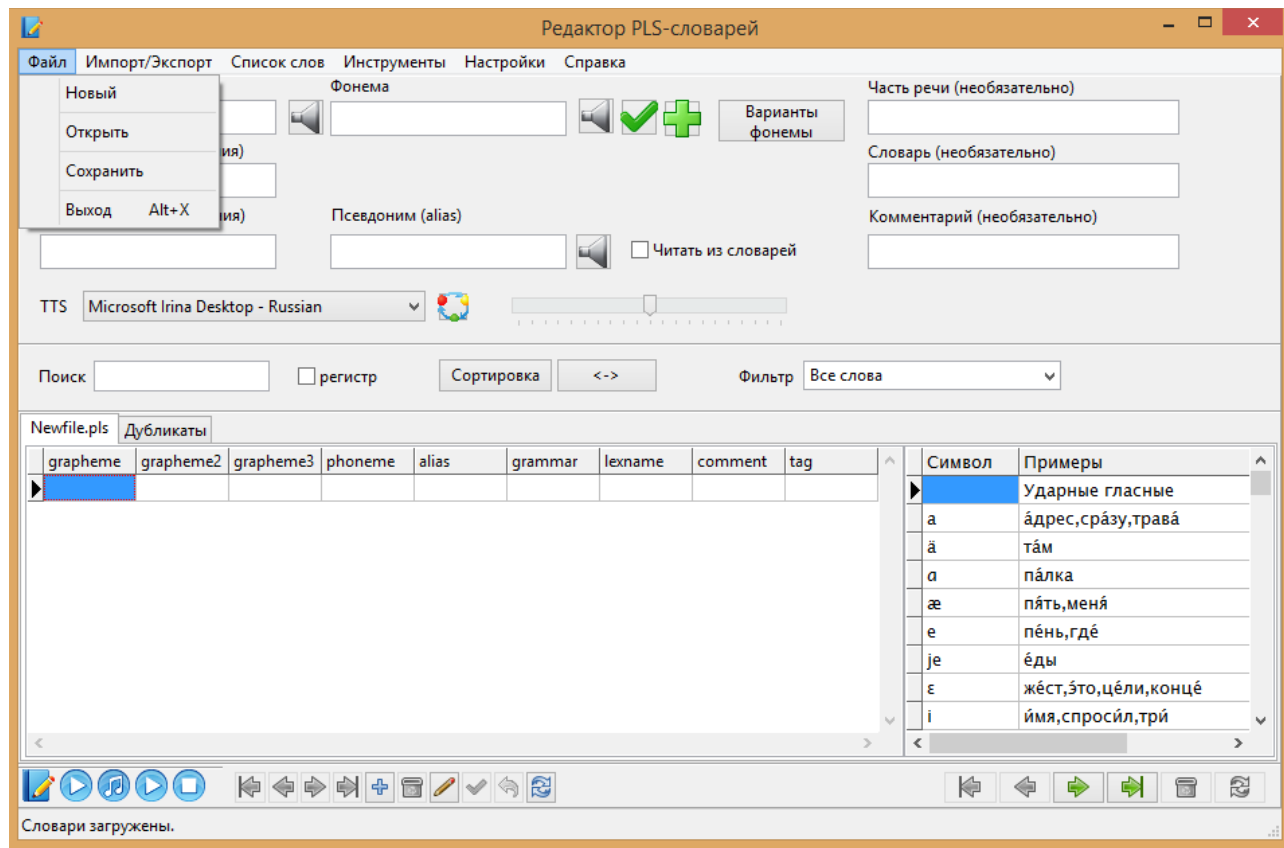 Редактор PLS-словарей
Файл Импорт/Экспорт Список слов Инструменты Настройки Справка
Новый
Открыть
Сохранить
Выход Alt+X
Фонема
Часть речи (необязательно)
Варианты
фонемы
ия)
Словарь (необязательно)
ия)
Псевдоним (alias)
Комментарий (необязательно)
Читать из словарей
TTS Microsoft Irina Desktop - Russian
Поиск регистр Сортировка <-> Фильтр Все слова
Newfile.pls Дубликаты
grapheme grapheme2 grapheme3 phoneme alias grammar lexname comment tag
Символ Примеры
Ударные гласные
a а́дрес,сра́зу,трава́
ä та́м
ɑ па́лка
æ пя́ть,меня́
e пе́нь,где́
je е́ды
ɛ же́ст,э́то,це́ли,конце́
i и́мя,спроси́л,три́
Словари загружены.